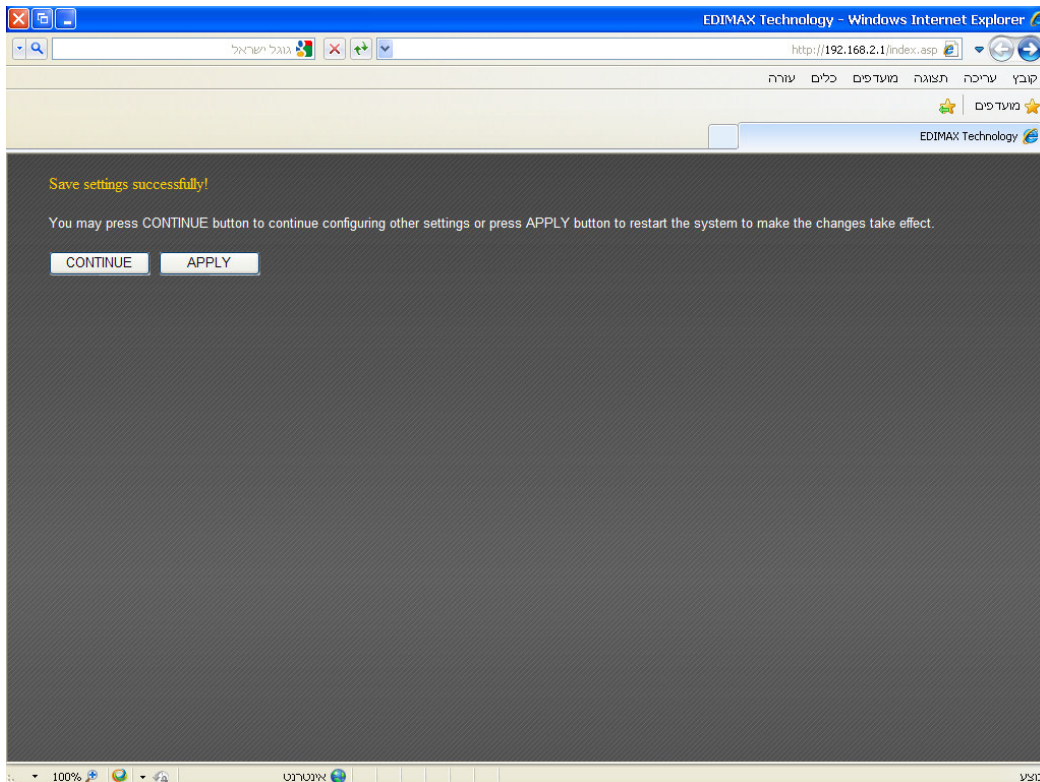 EDIMAX Technology - Windows Internet Explorer
http://192.168.2.1/index.asp
גוגל ישראל
קובץ עריכה תצוגה מועדפים כלים עזרה
מועדפים
EDIMAX Technology
Save settings successfully!
You may press CONTINUE button to continue configuring other settings or press APPLY button to restart the system to make the changes take effect.
CONTINUE APPLY
אינטרנט
100%